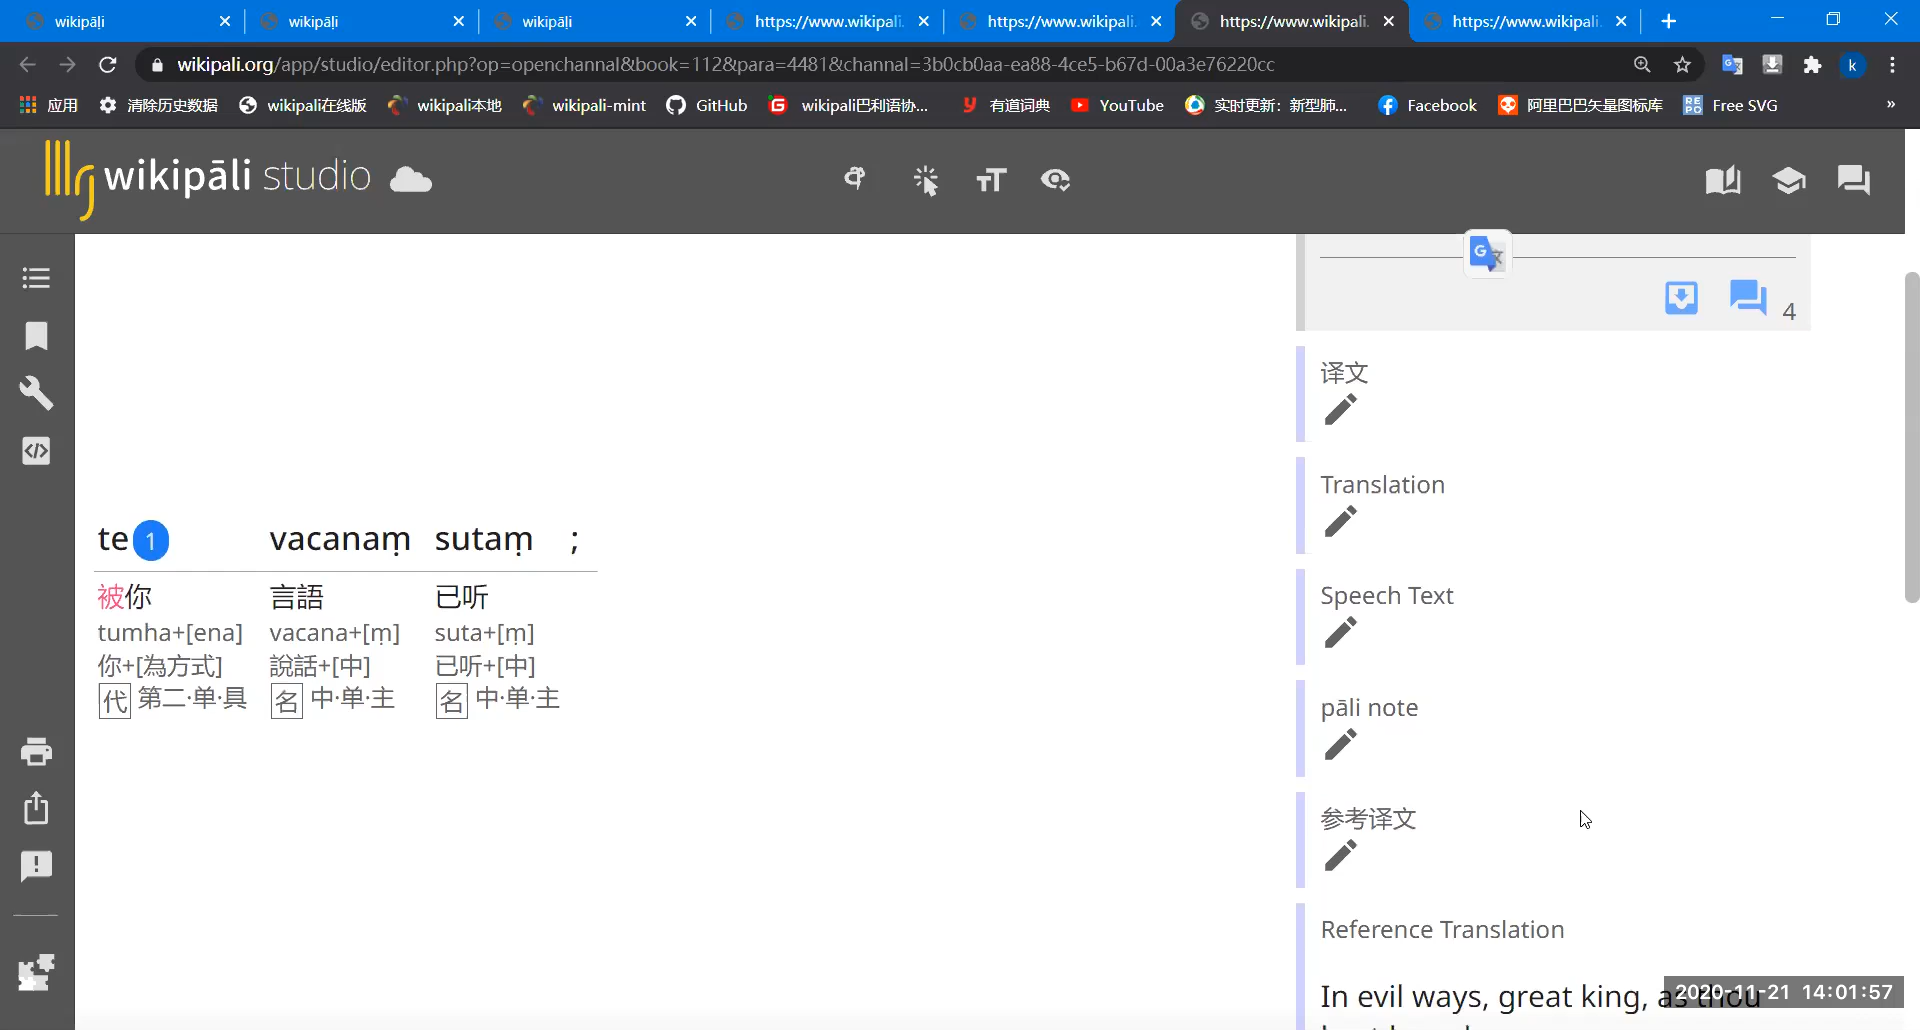 wikipāḷi
wikipāḷi
wikipāḷi
https://www.wikipali.
https://www.wikipali.
https://www.wikipali.
https://www.wikipali.
wikipali.org/app/studio/editor.php?op=openchannal&book=112&para=4481&channal=3b0cb0aa-ea88-4ce5-b67d-00a3e76220cc
k
应用
清除历史数据
wikipali在线版
wikipali本地
wikipali-mint
GitHub
wikipali巴利语协...
有道词典
YouTube
实时更新：新型肺...
Facebook
阿里巴巴矢量图标库
Free SVG
»
wikipāli studio
4
译文
Translation
Speech Text
pāli note
参考译文
Reference Translation
In evil ways, great king, as thou
te 1 vacanaṃ sutaṃ ;
被你 言語 已听
tumha+[ena] vacana+[ṃ] suta+[ṃ]
你+[為方式] 說話+[中] 已听+[中]
代 第二·单·具 名 中·单·主 名 中·单·主
2020-11-21 14:01:57